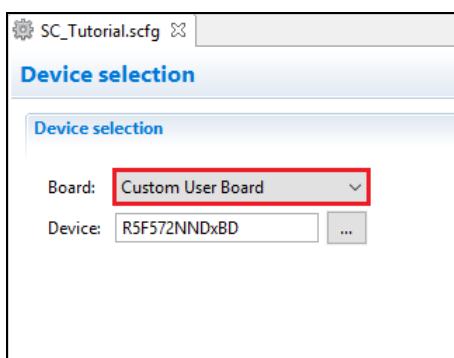 SC_Tutorial.scfg
Device selection
Device selection
Board: Custom User Board
Device: R5F572NNDxBD ...